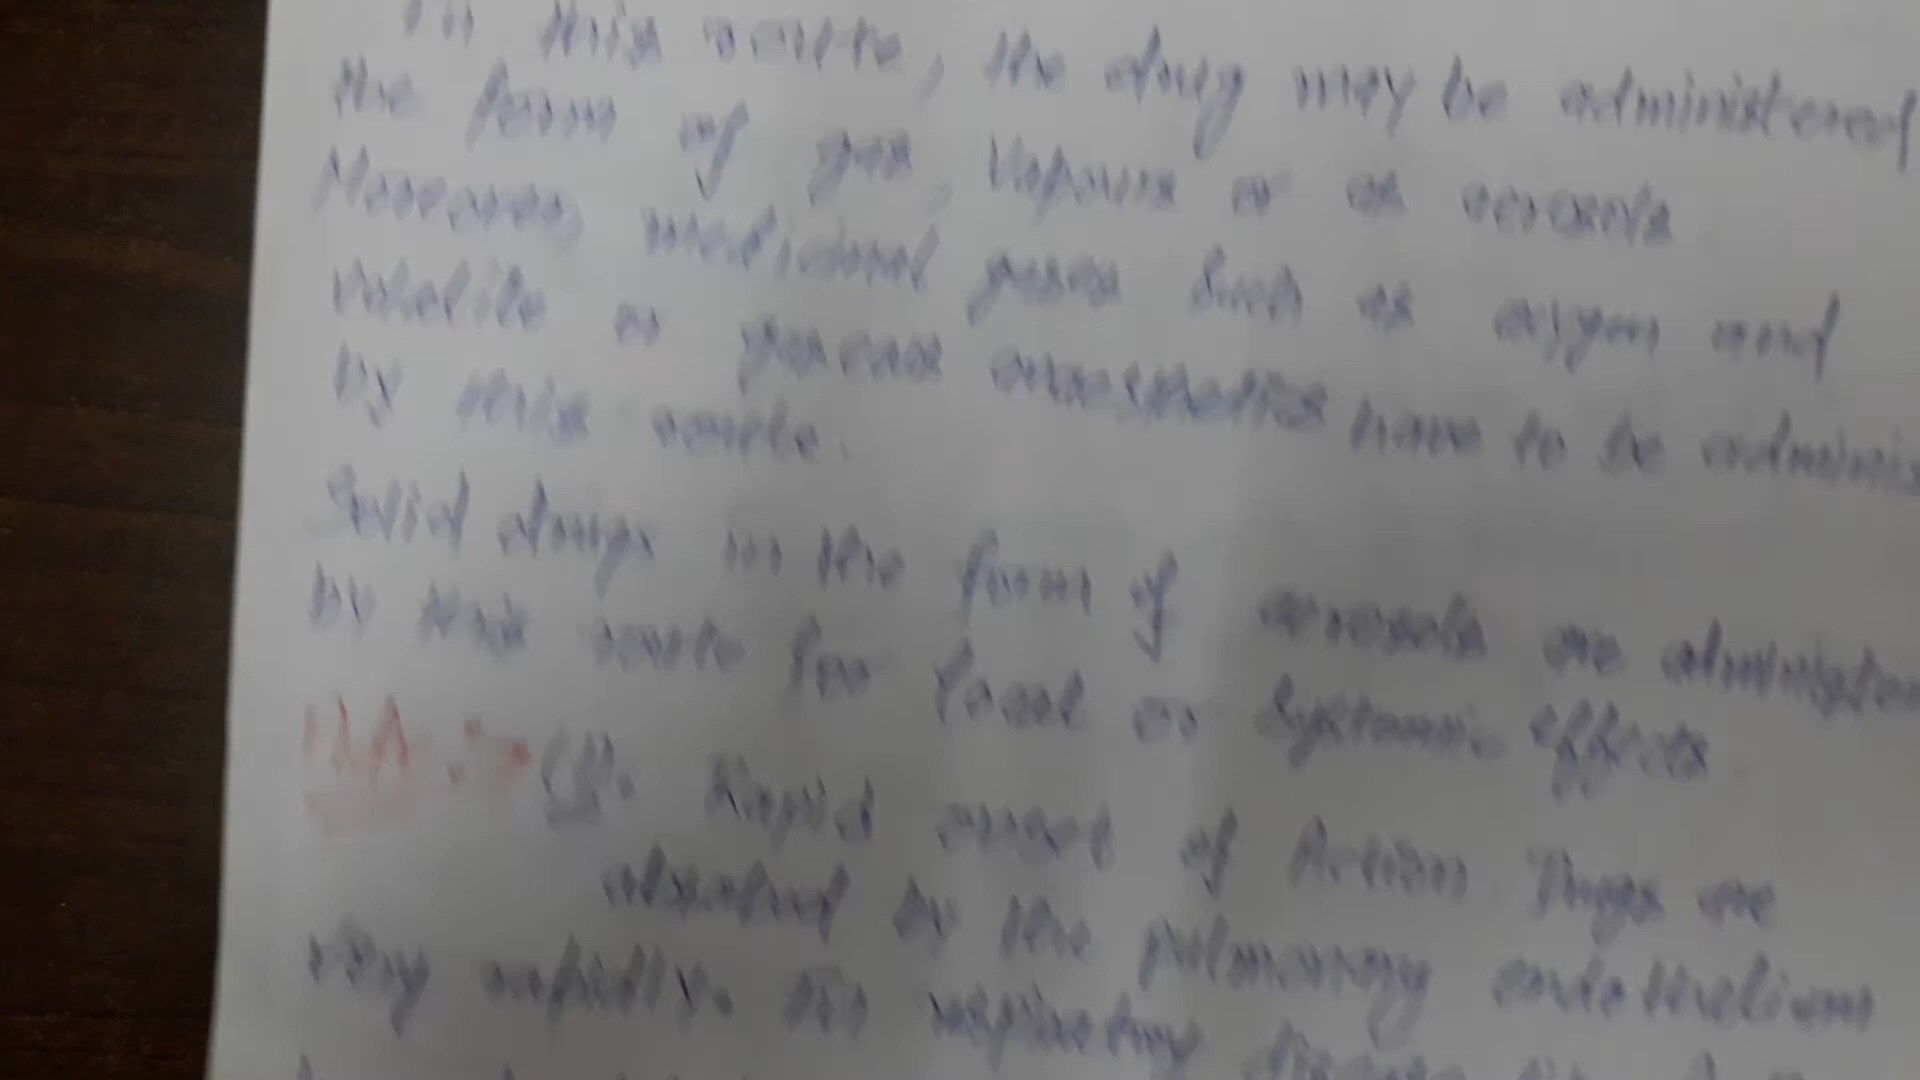 In this route, the drug may be administered
the form of gas, Vapours or as aerosols
Moreover, medicinal gases such as oxygen and
Volatile or gaseous anaesthetics have to be adminis
by this route.
Solid drugs in the form of aerosols are administer
by this route for local or Systemic effects.
(1). Rapid onset of Action. Drugs are
absorbed by the pulmonary endothelium
very rapidly. In respiratory